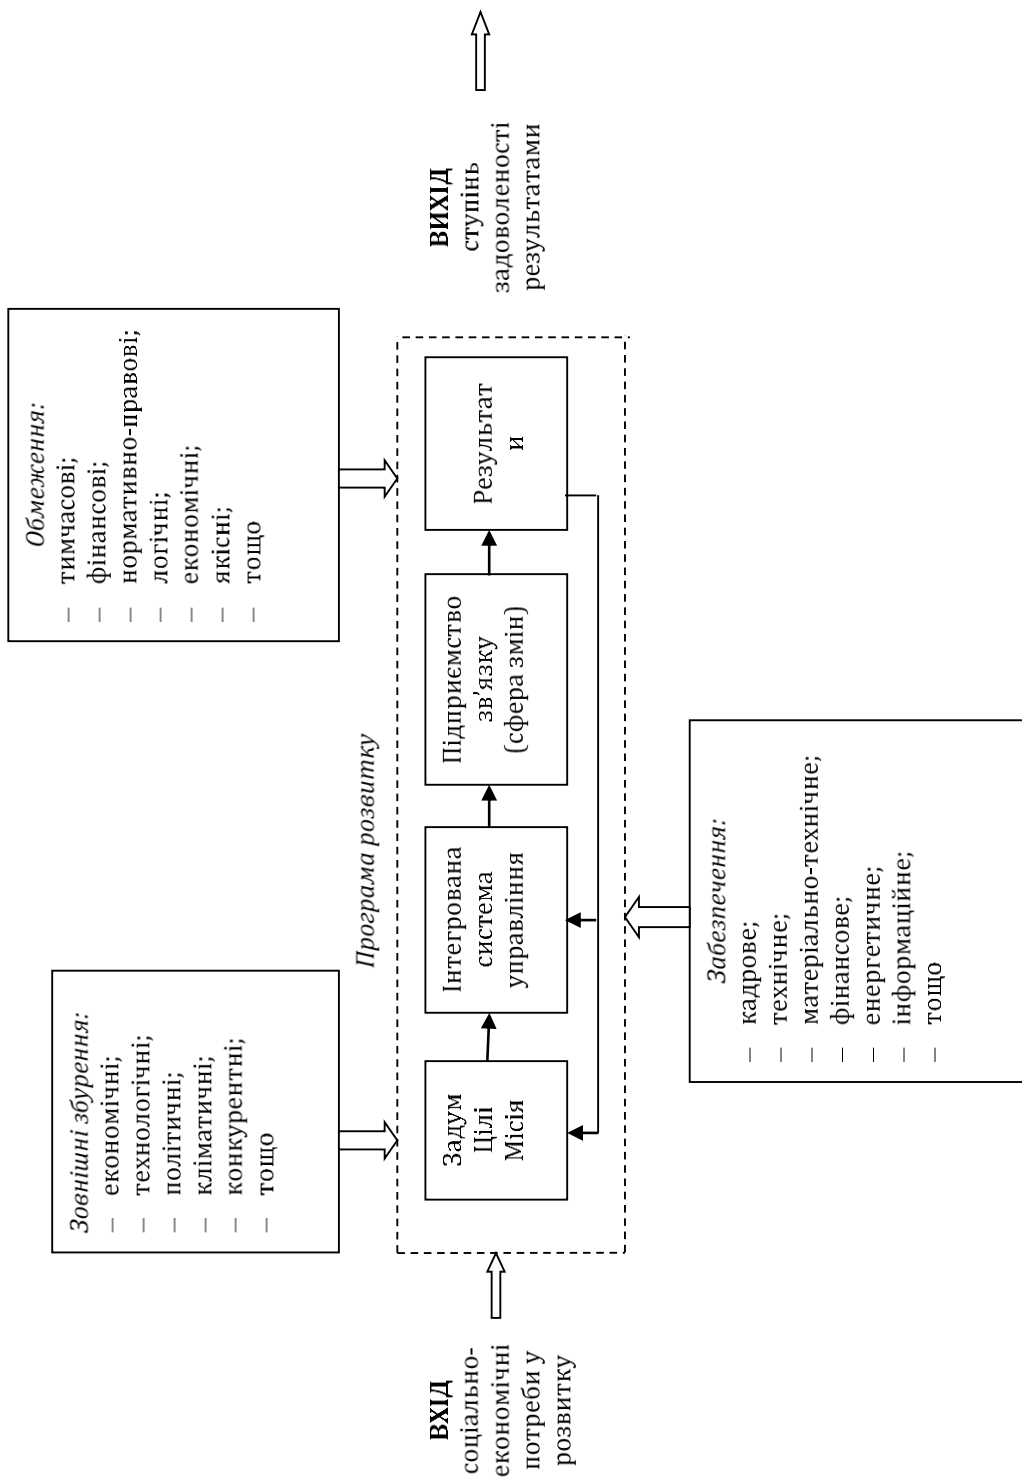 Зовнішні збурення:
– економічні;
– технологічні;
– політичні;
– кліматичні;
– конкурентні;
– тощо
Обмеження:
– тимчасові;
– фінансові;
– нормативно-правові;
– логічні;
– економічні;
– якісні;
– тощо
Програма розвитку
ВХІД
соціально-
економічні
потреби у
розвитку
Задум
Цілі
Місія
Інтегрована
система
управління
Підприємство
зв’язку
(сфера змін)
Результат
и
ВИХІД
ступінь
задоволеності
результатами
Забезпечення:
– кадрове;
– технічне;
– матеріально-технічне;
– фінансове;
– енергетичне;
– інформаційне;
– тощо